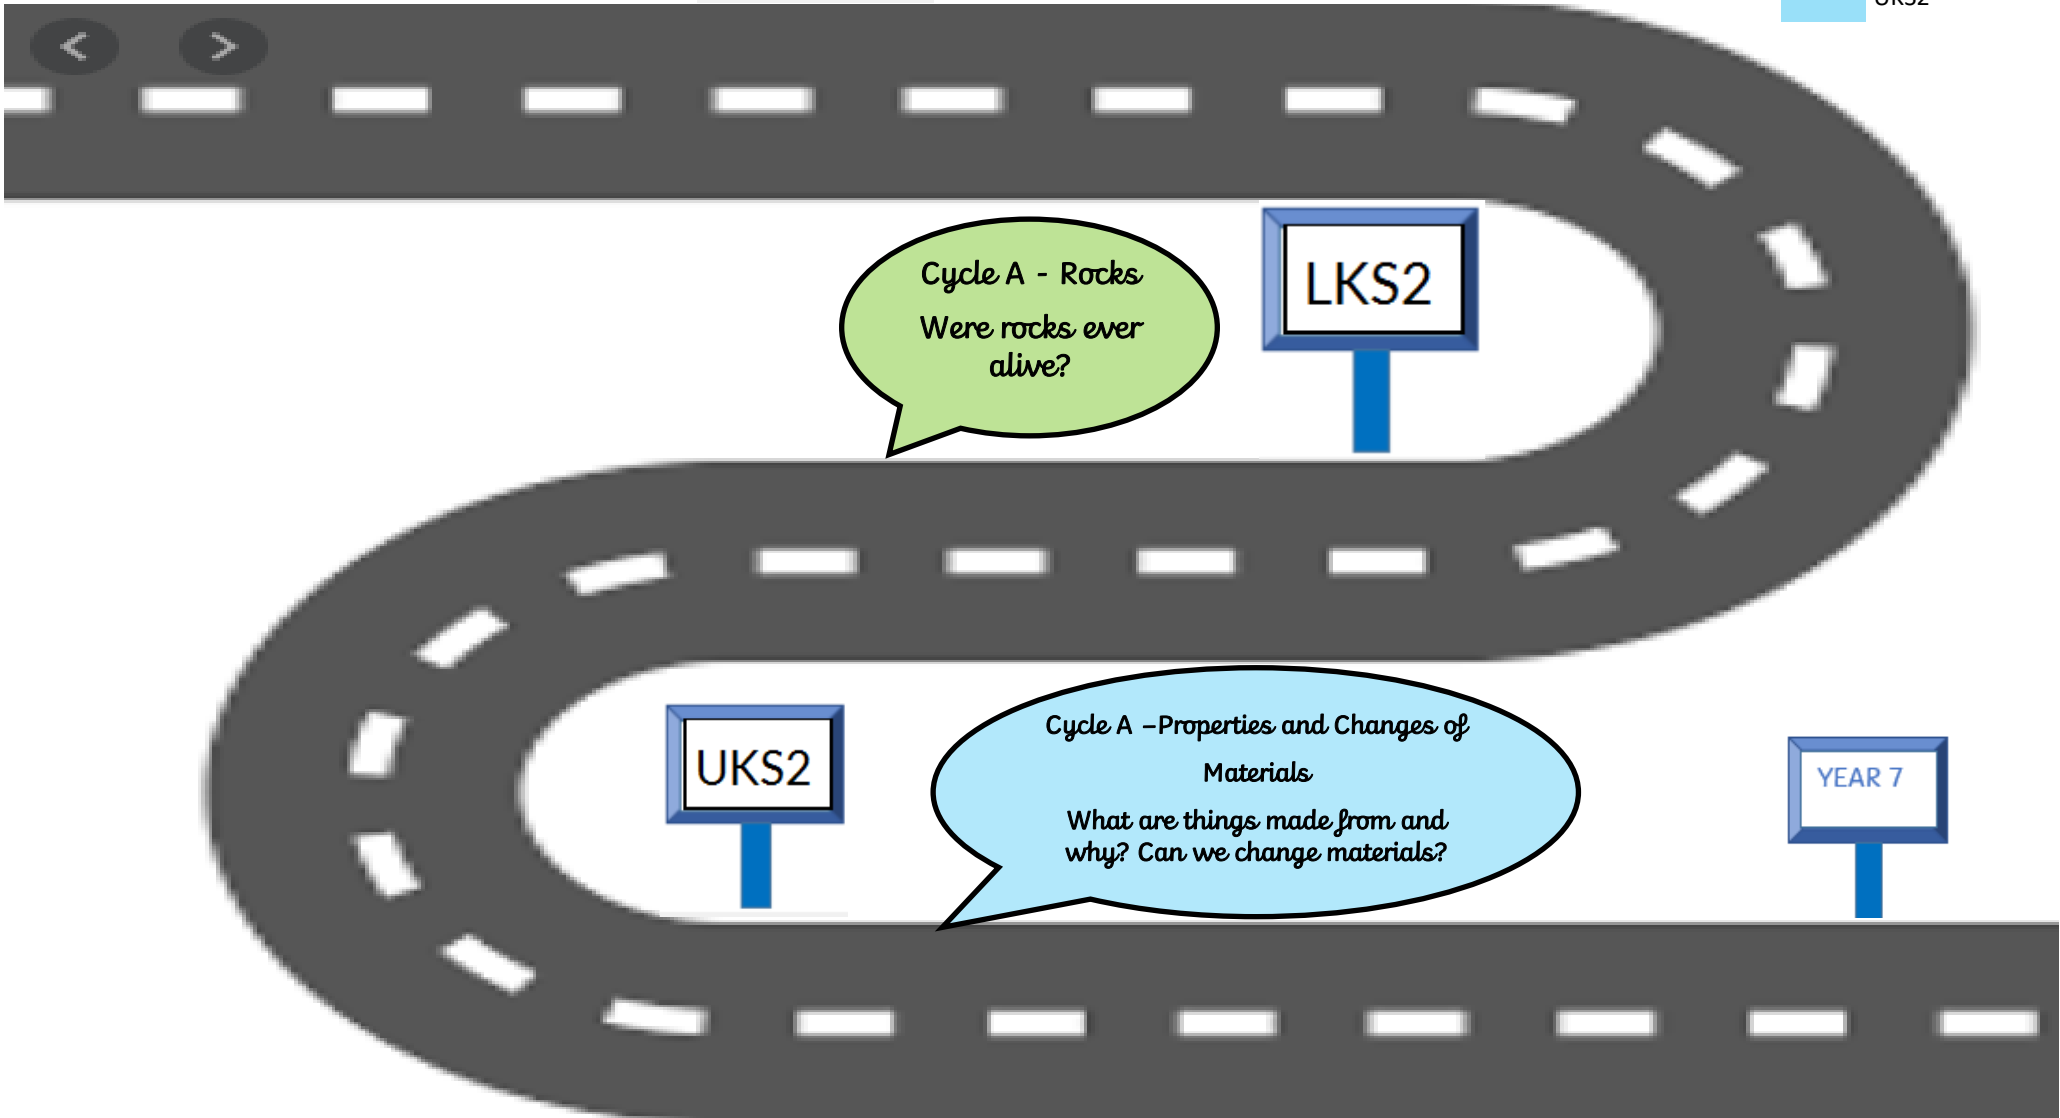 UKS2
Cycle A - Rocks
Were rocks ever
alive?
LKS2
UKS2
Cycle A –Properties and Changes of
Materials
What are things made from and
why? Can we change materials?
YEAR 7